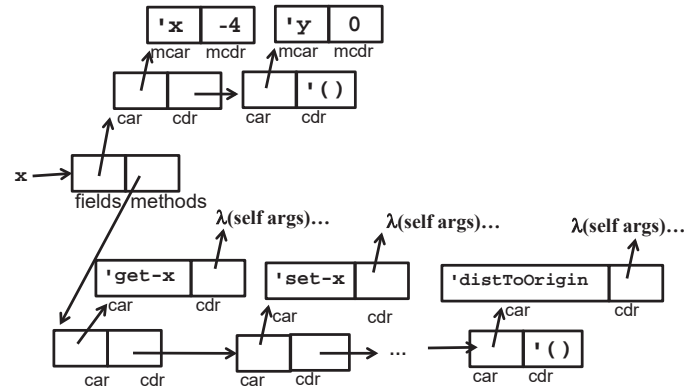 'x -4 'y 0
mcar mcdr mcar mcdr
'()
car cdr car cdr
x
fields methods
λ(self args)… λ(self args)… λ(self args)…
'get-x 'set-x 'distToOrigin
car cdr car cdr car cdr
... '()
car cdr car cdr car cdr